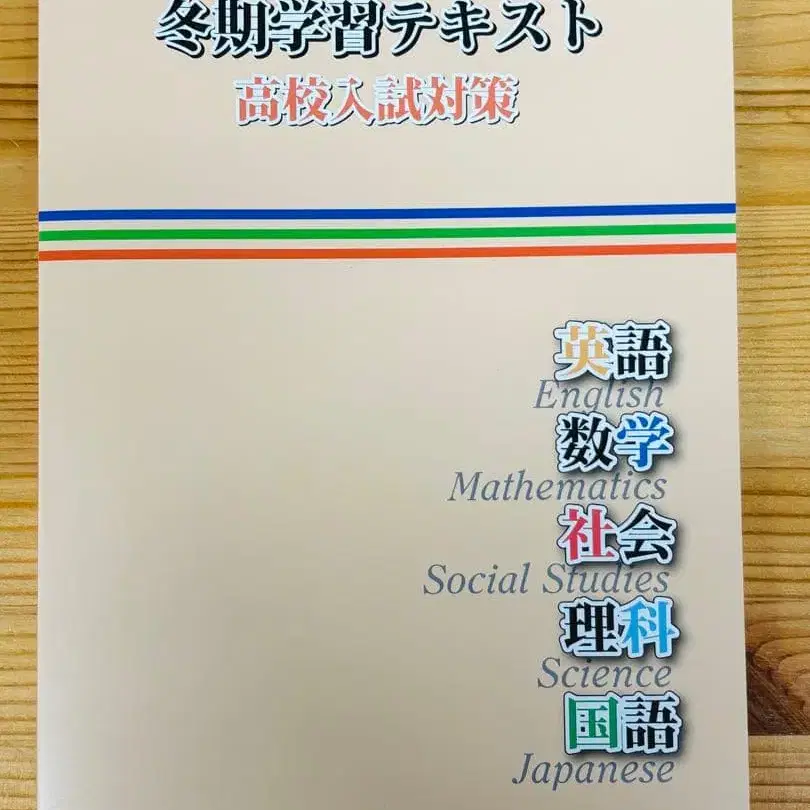 冬期学習テキスト
高校入試対策
英語
English
数学
Mathematics
社会
Social Studies
理科
Science
国語
Japanese